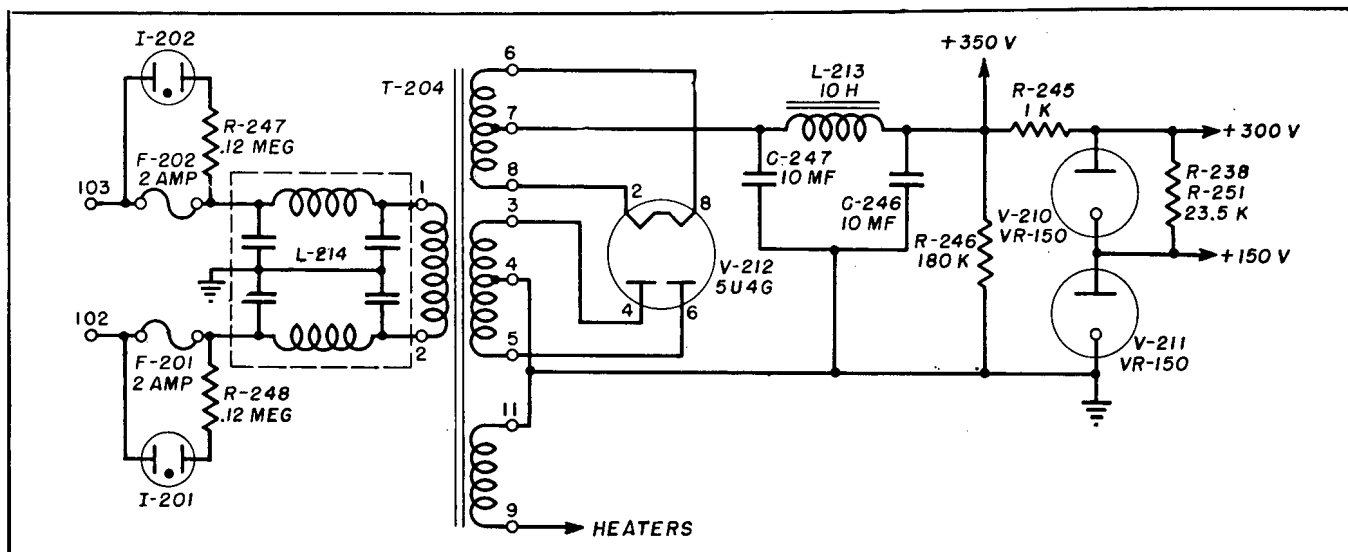 I-202
R-247
.12 MEG
F-202
2 AMP
103
L-214
102
F-201
2 AMP
R-248
.12 MEG
I-201
1
2
T-204
6
7
8
3
4
5
11
9
HEATERS
2
8
4
6
V-212
5U4G
L-213
10 H
C-247
10 MF
C-246
10 MF
+350 V
R-245
1 K
R-246
180 K
V-210
VR-150
+300 V
R-238
R-251
23.5 K
+150 V
V-211
VR-150